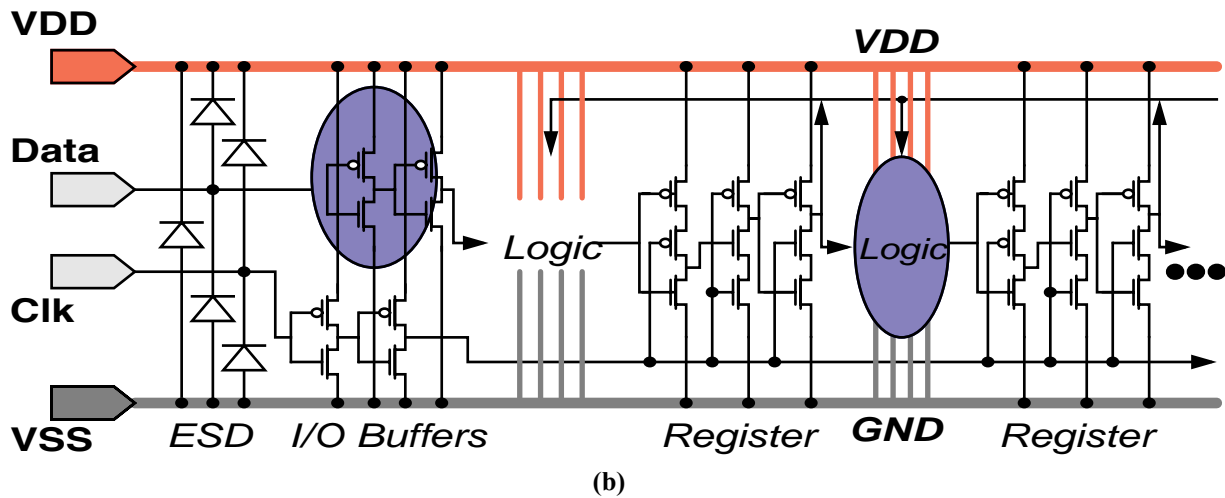 VDD
VDD
Data
Logic
Logic
Clk
VSS
ESD
I/O Buffers
Register
GND
Register
(b)